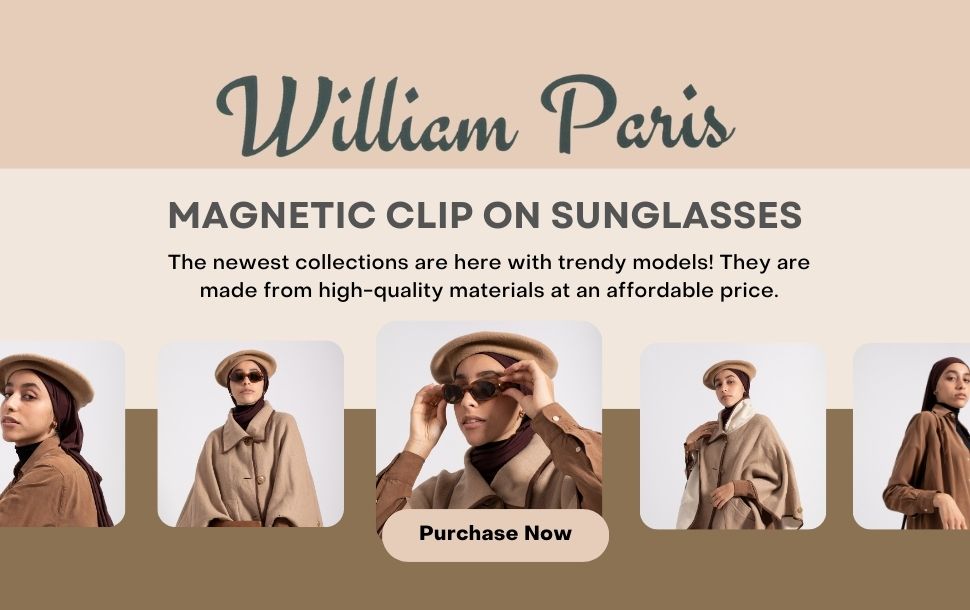 William Paris
MAGNETIC CLIP ON SUNGLASSES
The newest collections are here with trendy models! They are
made from high-quality materials at an affordable price.
Purchase Now